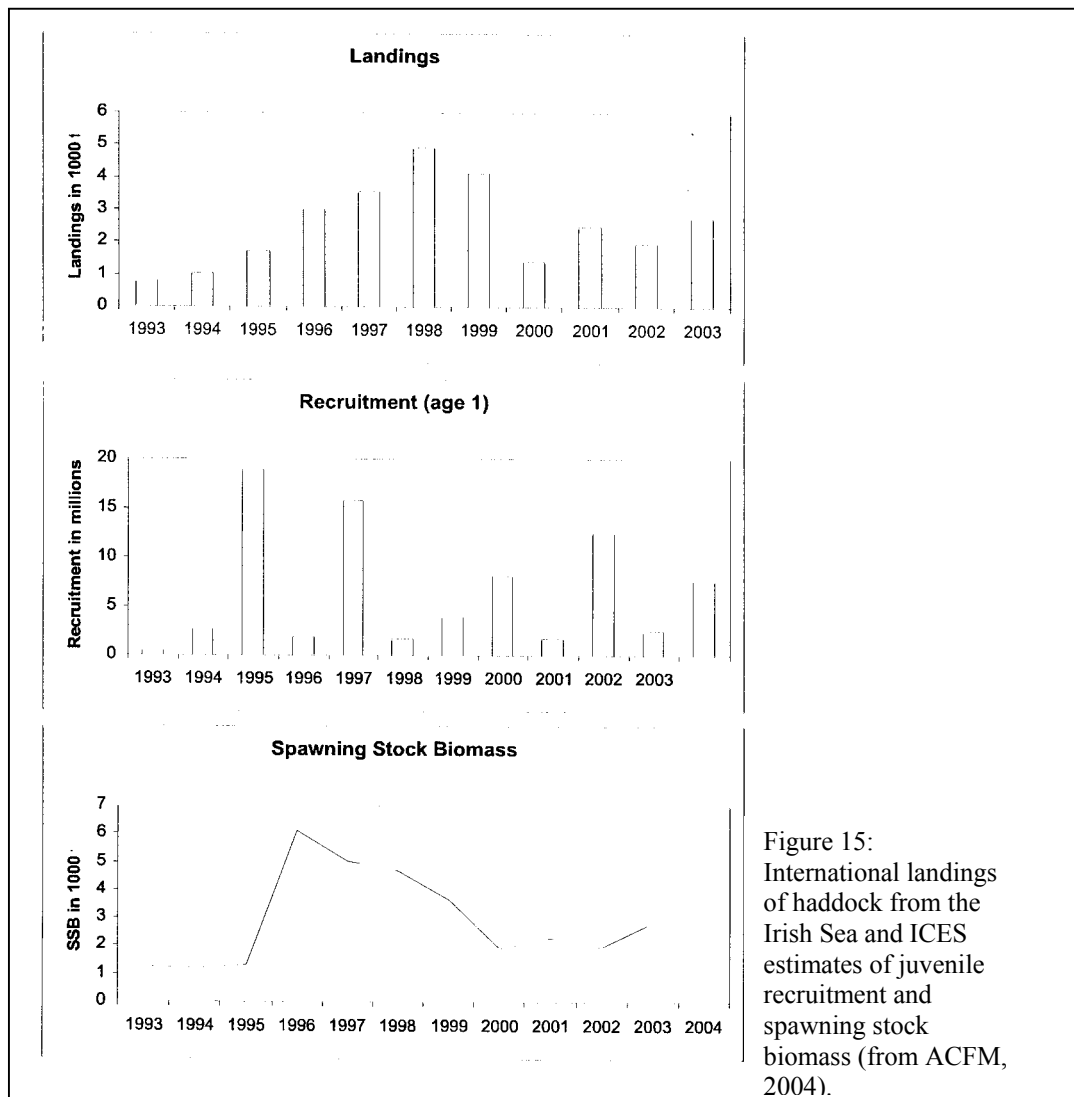 Landings
Landings in 1000 t
6
5
4
3
2
1
0
1993 1994 1995 1996 1997 1998 1999 2000 2001 2002 2003
Recruitment (age 1)
Recruitment in millions
20
15
10
5
0
1993 1994 1995 1996 1997 1998 1999 2000 2001 2002 2003
Spawning Stock Biomass
SSB in 1000
7
6
5
4
3
2
1
0
1993 1994 1995 1996 1997 1998 1999 2000 2001 2002 2003 2004
Figure 15:
International landings
of haddock from the
Irish Sea and ICES
estimates of juvenile
recruitment and
spawning stock
biomass (from ACFM,
2004).